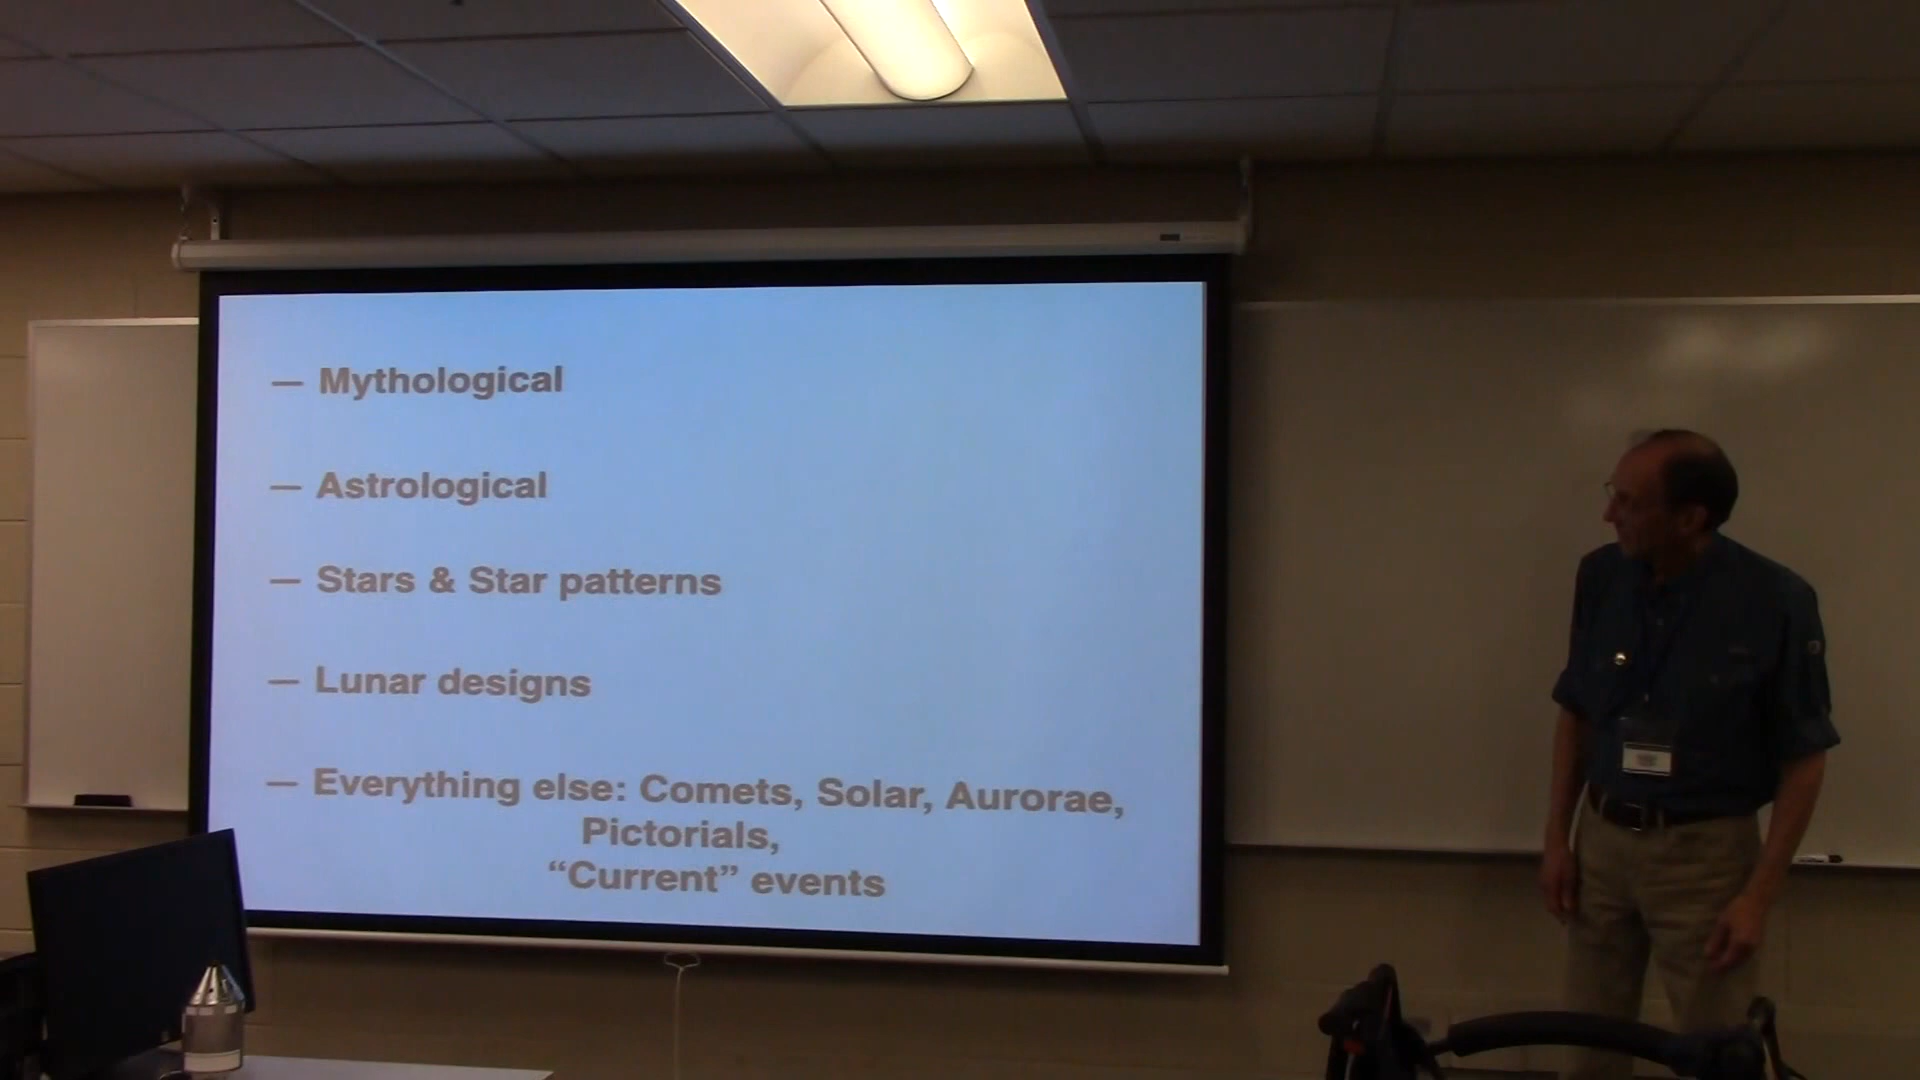 — Mythological
— Astrological
— Stars & Star patterns
— Lunar designs
— Everything else: Comets, Solar, Aurorae,
Pictorials,
“Current” events